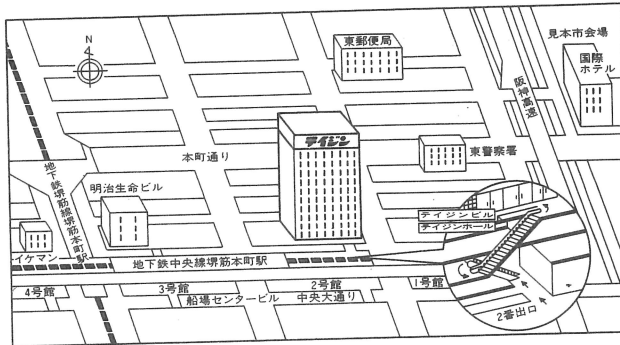 N
4
東郵便局
見本市会場
国際
ホテル
阪神高速
テイジン
本町通り
東警察署
地下鉄堺筋線堺筋本町駅
明治生命ビル
テイジンビル
テイジンホール
イケマン
地下鉄中央線堺筋本町駅
4号館
3号館
2号館
1号館
船場センタービル
中央大通り
2番出口